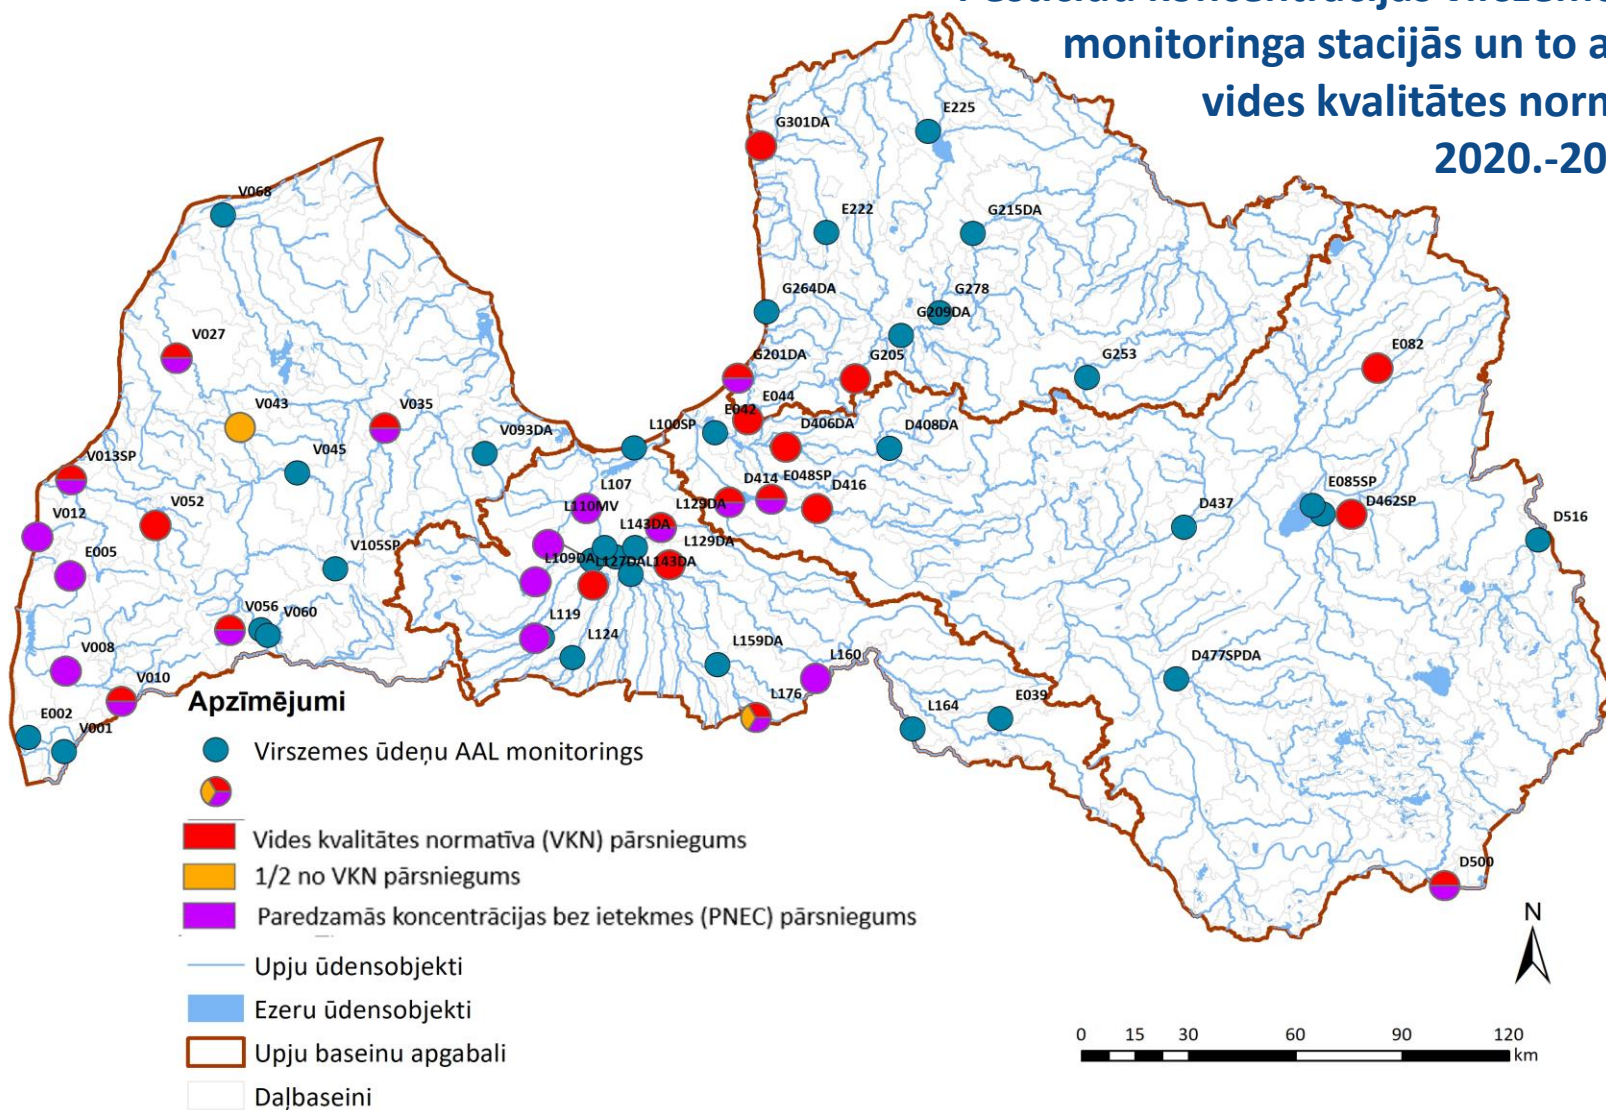 monitoringa stacijās un to a
vides kvalitātes norm
2020.-20
E225
G301DA
V068
E222
G215DA
G264DA
G278
G209DA
V027
G201DA
G205
G253
E082
E044
V043
V035
E042
D406DA
D408DA
L100SP
V093DA
V045
V013SP
D414
E048SP
D416
E085SP
D462SP
L107
L110MV
L129DA
V052
V012
D437
D516
L143DA
L129DA
V105SP
L109DA
L127DA
L143DA
E005
V056
V060
L119
L124
L159DA
L160
V008
D477SPDA
V010
L176
L164
E039
E002
V001
D500
Apzīmējumi
Virszemes ūdeņu AAL monitorings
Vides kvalitātes normatīva (VKN) pārsniegums
1/2 no VKN pārsniegums
Paredzamās koncentrācijas bez ietekmes (PNEC) pārsniegums
Upju ūdensobjekti
Ezeru ūdensobjekti
Upju baseinu apgabali
Daļbaseini
N
0 15 30 60 90 120
km